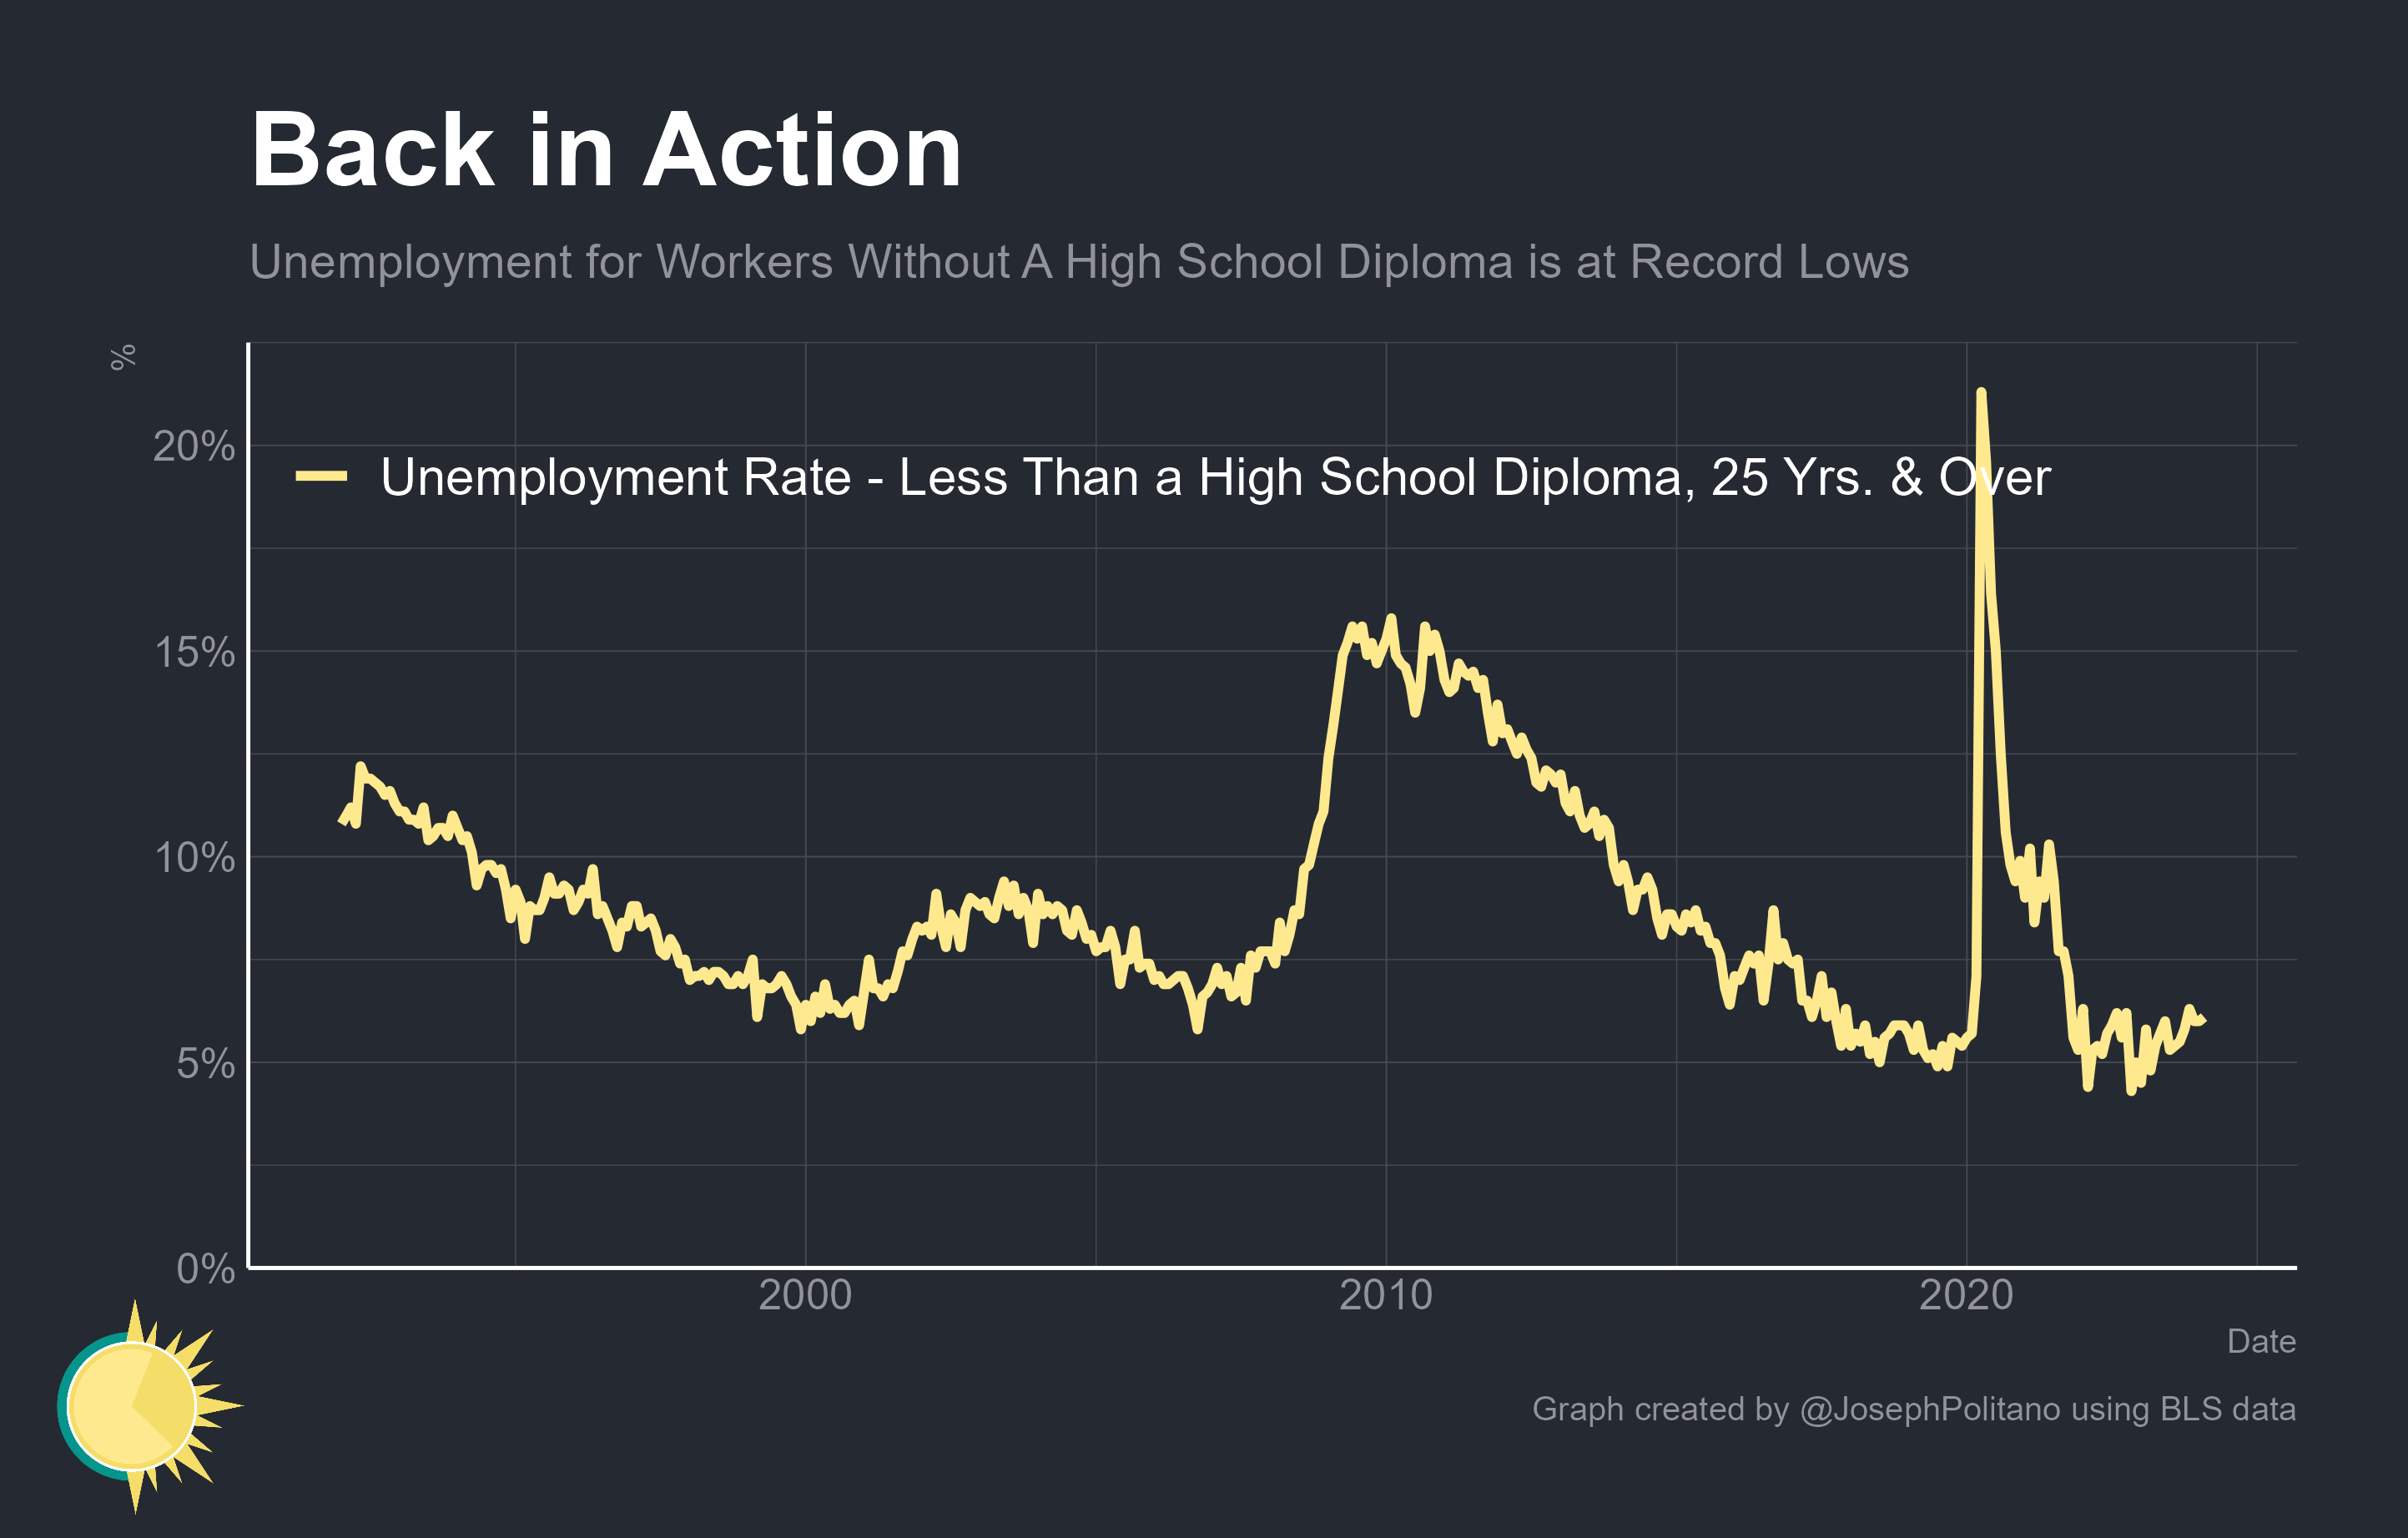 Back in Action
Unemployment for Workers Without A High School Diploma is at Record Lows
%
20%
Unemployment Rate - Less Than a High School Diploma, 25 Yrs. & Over
15%
10%
5%
0%
2000 2010 2020
Date
Graph created by @JosephPolitano using BLS data